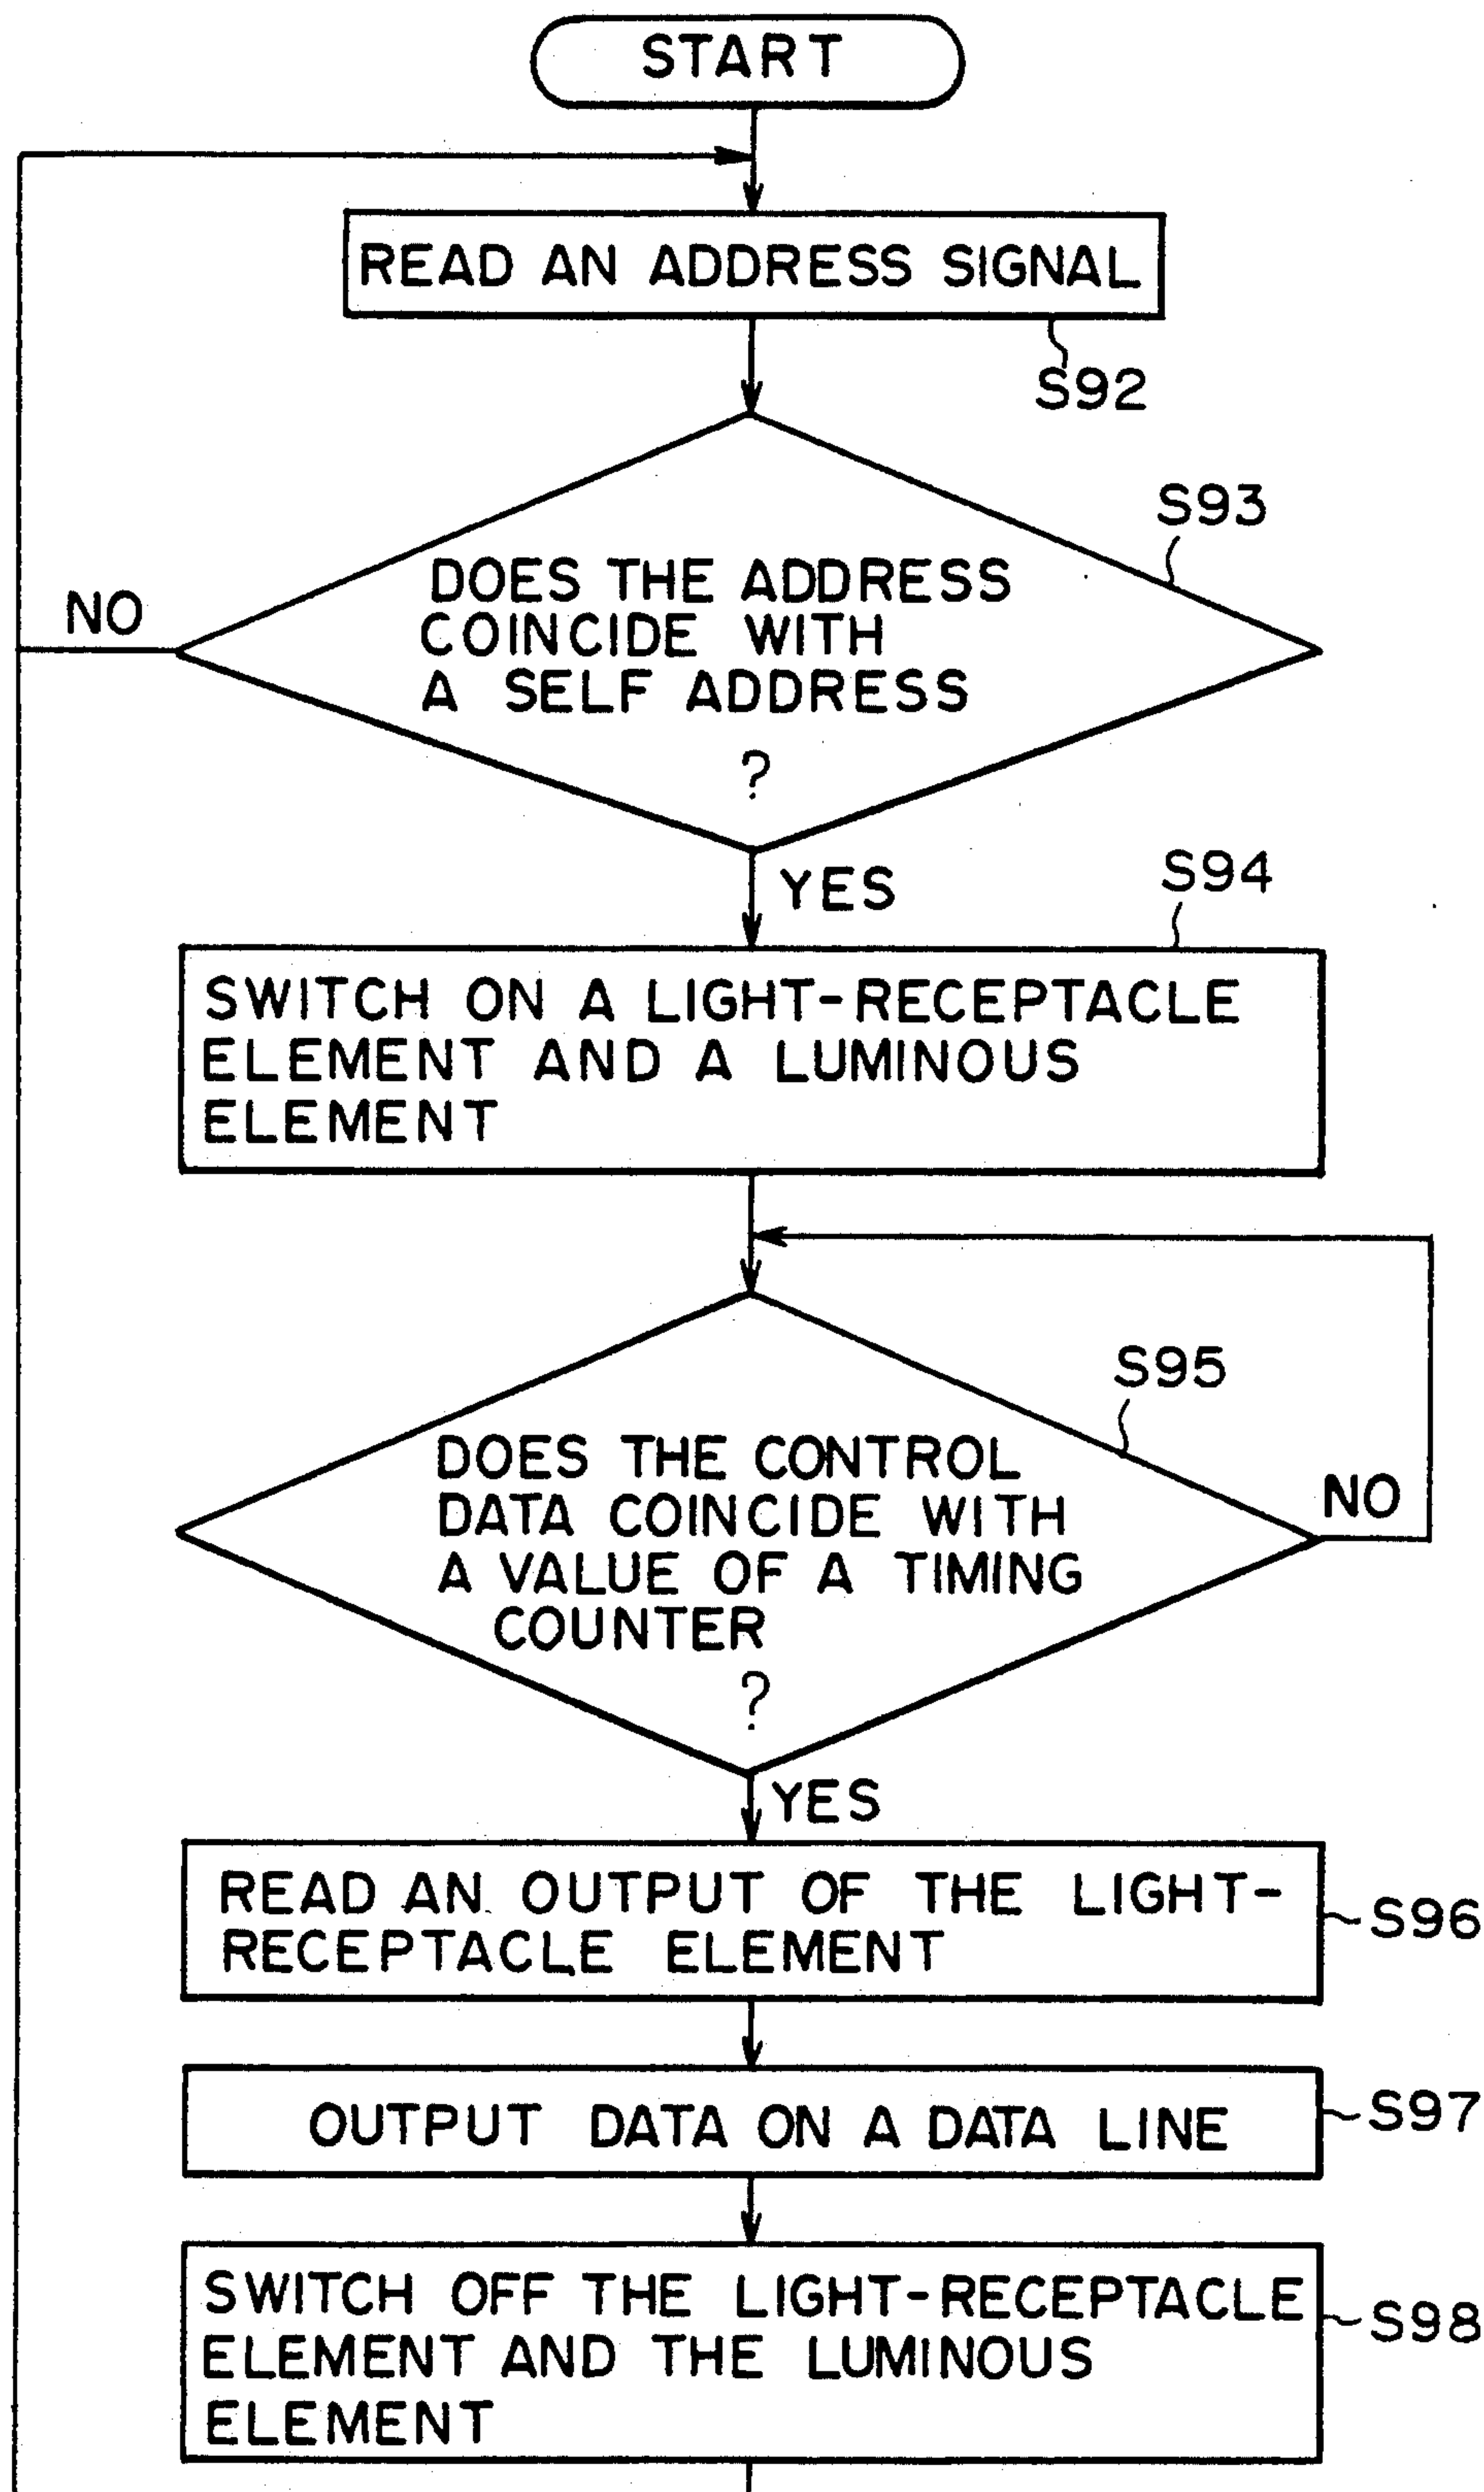 START
READ AN ADDRESS SIGNAL
S92
S93
DOES THE ADDRESS
COINCIDE WITH
A SELF ADDRESS
?
NO
YES
S94
SWITCH ON A LIGHT-RECEPTACLE
ELEMENT AND A LUMINOUS
ELEMENT
S95
DOES THE CONTROL
DATA COINCIDE WITH
A VALUE OF A TIMING
COUNTER
?
NO
YES
READ AN OUTPUT OF THE LIGHT-
RECEPTACLE ELEMENT
S96
OUTPUT DATA ON A DATA LINE
S97
SWITCH OFF THE LIGHT-RECEPTACLE
ELEMENT AND THE LUMINOUS
ELEMENT
S98